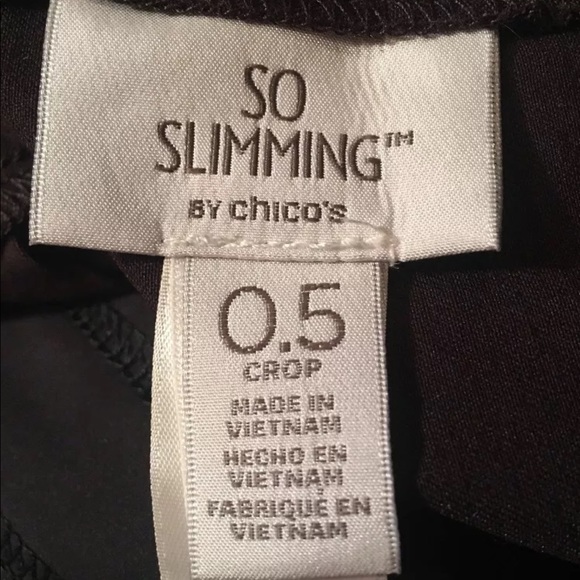 SO
SLIMMING™
BY chico's
0.5
CROP
MADE IN
VIETNAM
HECHO EN
VIETNAM
FABRIQUÉ EN
VIETNAM